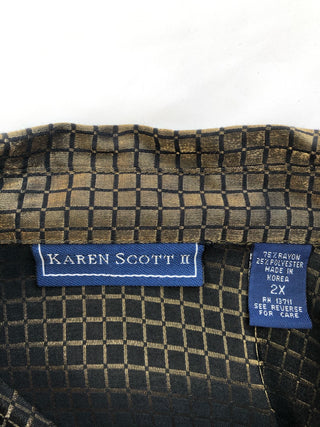 KAREN SCOTT II
75% RAYON
25% POLYESTER
MADE IN
KOREA
2X
RN 13711
SEE REVERSE
FOR CARE